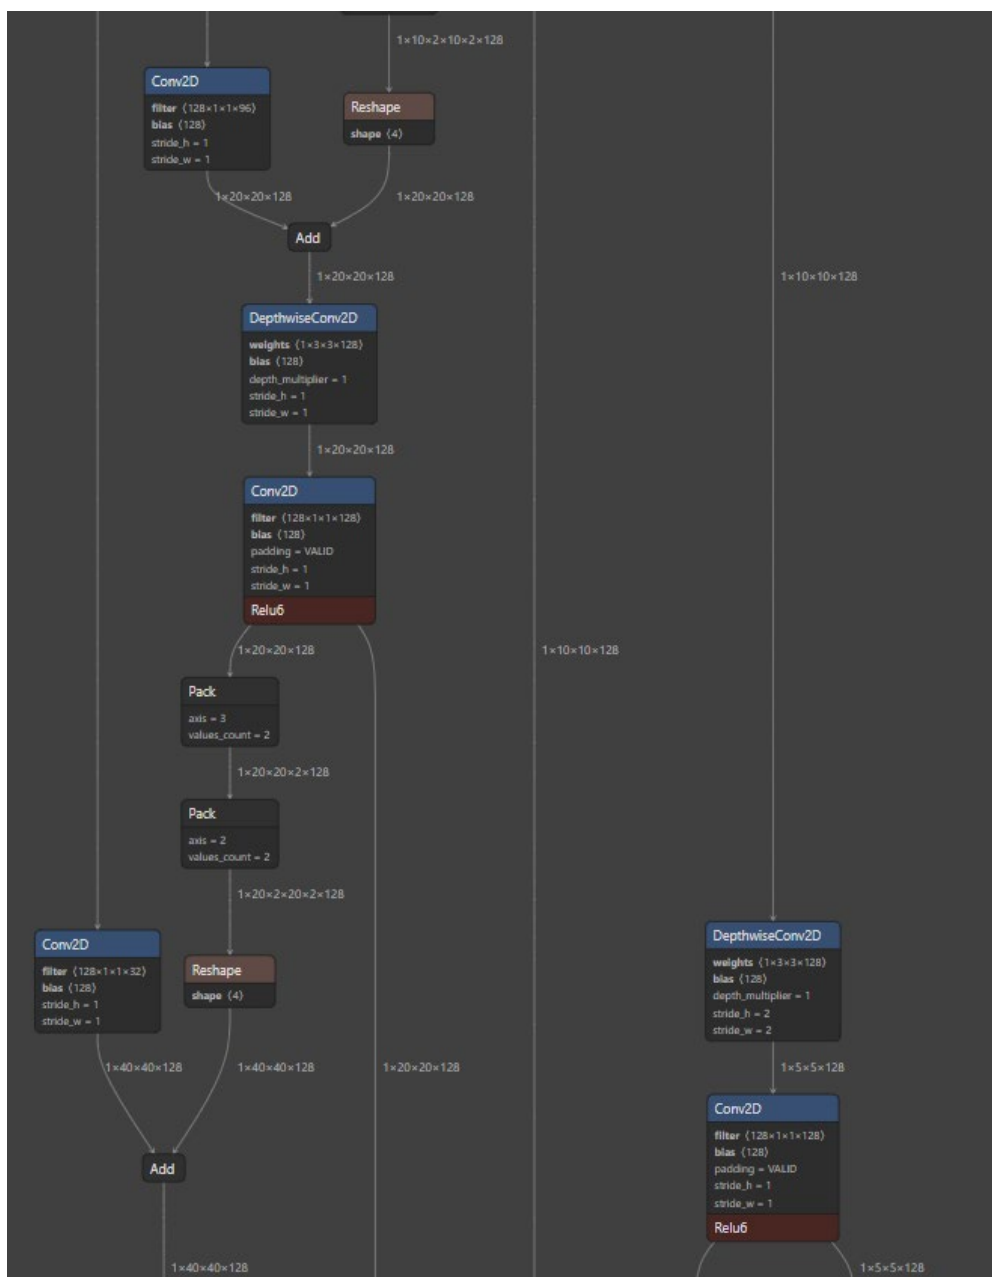 1×10×2×10×2×128
Conv2D
filter ⟨128×1×1×96⟩
bias ⟨128⟩
stride_h = 1
stride_w = 1
Reshape
shape ⟨4⟩
1×20×20×128
1×20×20×128
Add
1×20×20×128
1×10×10×128
DepthwiseConv2D
weights ⟨1×3×3×128⟩
bias ⟨128⟩
depth_multiplier = 1
stride_h = 1
stride_w = 1
1×20×20×128
Conv2D
filter ⟨128×1×1×128⟩
bias ⟨128⟩
padding = VALID
stride_h = 1
stride_w = 1
Relu6
1×20×20×128
1×10×10×128
Pack
axis = 3
values_count = 2
1×20×20×2×128
Pack
axis = 2
values_count = 2
1×20×2×20×2×128
Conv2D
filter ⟨128×1×1×32⟩
bias ⟨128⟩
stride_h = 1
stride_w = 1
Reshape
shape ⟨4⟩
DepthwiseConv2D
weights ⟨1×3×3×128⟩
bias ⟨128⟩
depth_multiplier = 1
stride_h = 2
stride_w = 2
1×40×40×128
1×40×40×128
1×20×20×128
1×5×5×128
Conv2D
filter ⟨128×1×1×128⟩
bias ⟨128⟩
padding = VALID
stride_h = 1
stride_w = 1
Relu6
Add
1×40×40×128
1×5×5×128